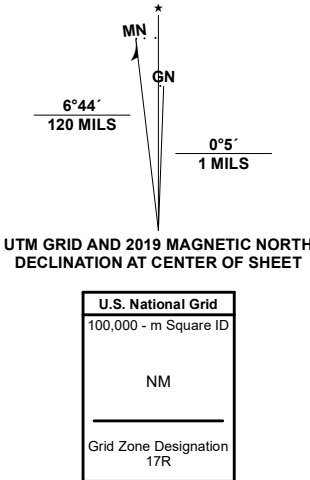 MN
GN
6°44´
120 MILS
0°5´
1 MILS
UTM GRID AND 2019 MAGNETIC NORTH
DECLINATION AT CENTER OF SHEET
U.S. National Grid
100,000 - m Square ID
NM
Grid Zone Designation
17R